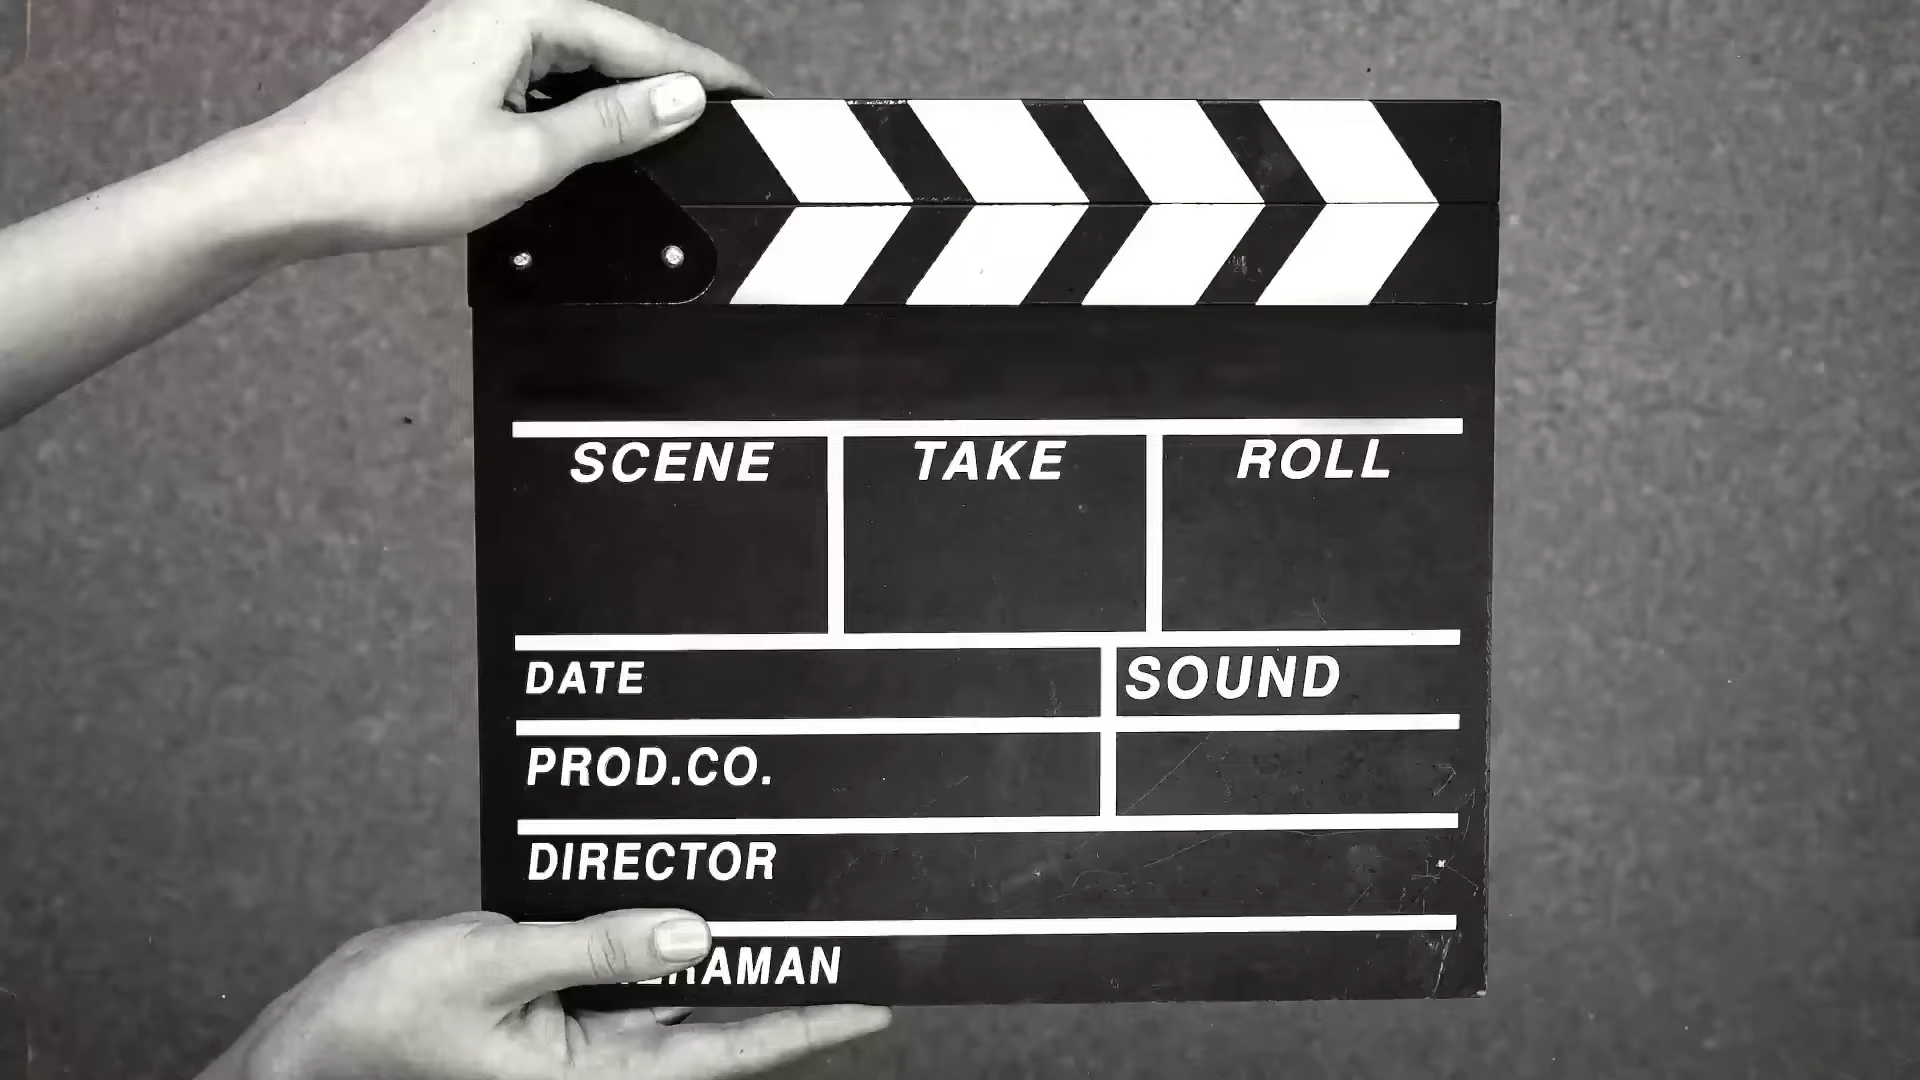 SCENE TAKE ROLL
DATE SOUND
PROD.CO.
DIRECTOR